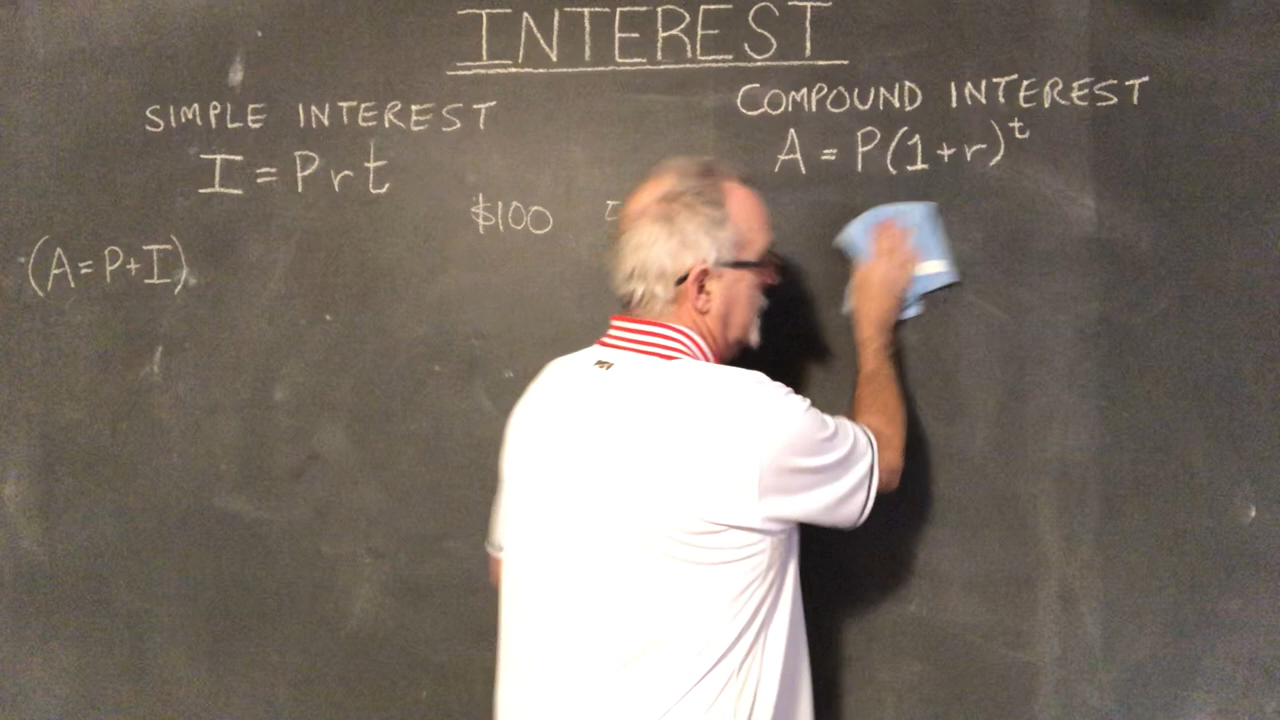 INTEREST
SIMPLE INTEREST
I = Prt
COMPOUND INTEREST
A = P(1+r)^t
$100
(A=P+I)